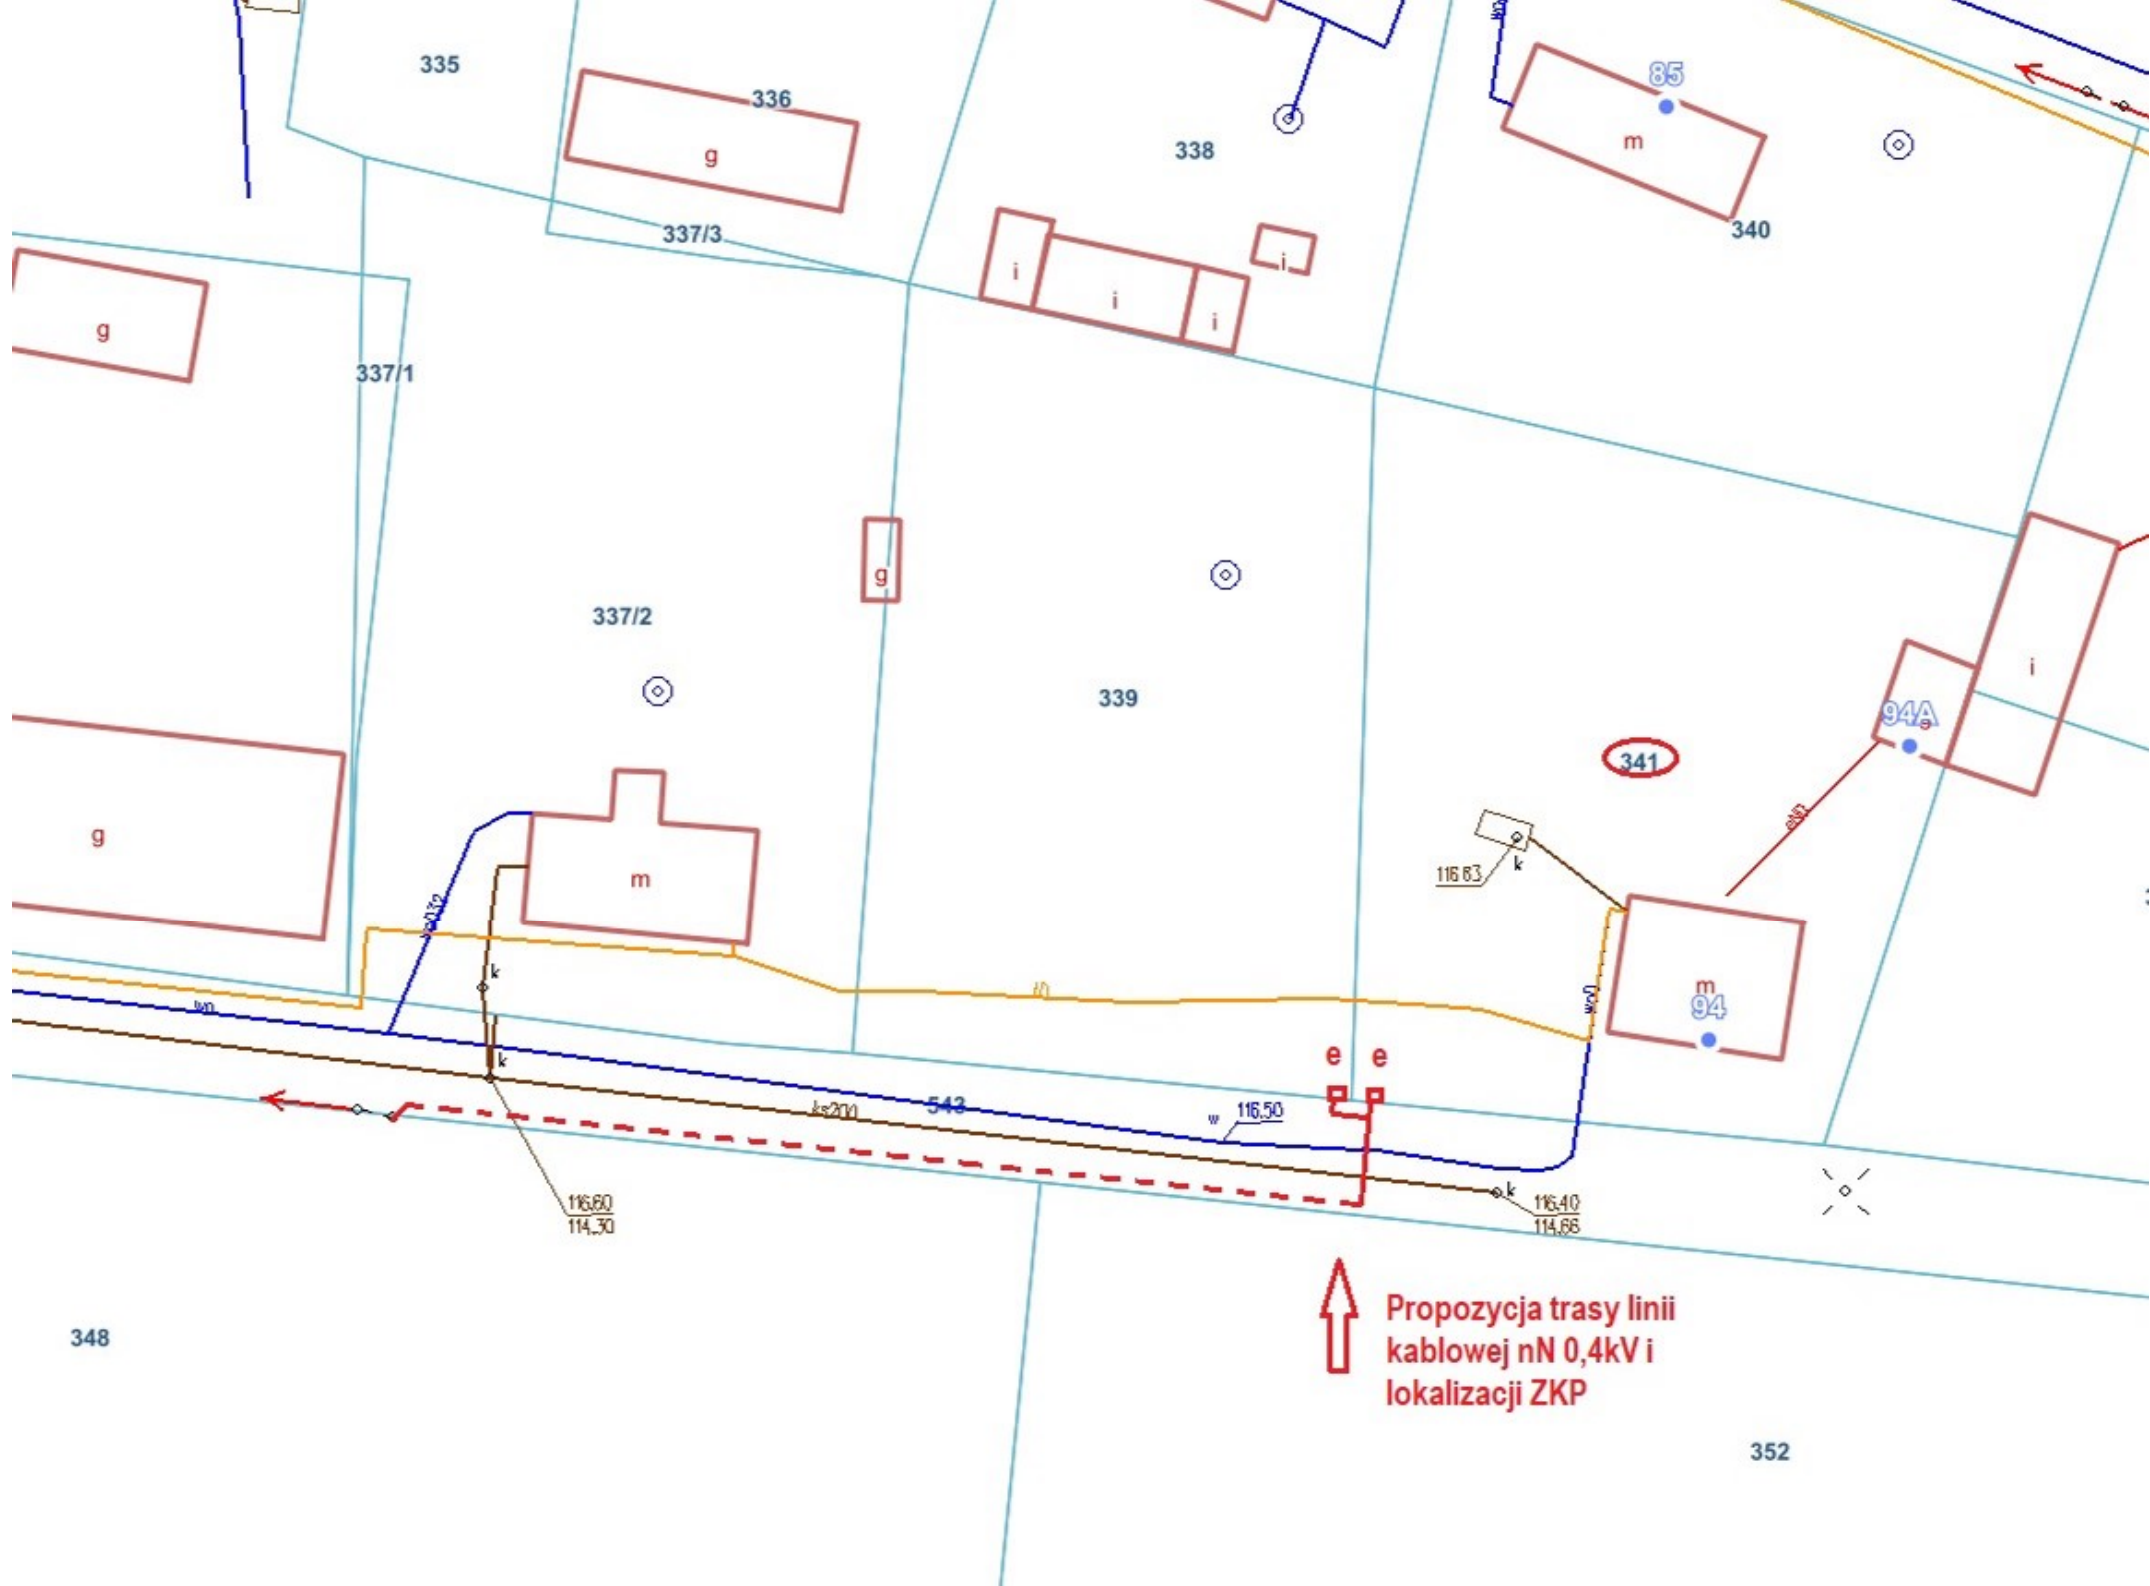 335
336
85
338
m
g
337/3
340
i
i
i
i
g
337/1
g
337/2
339
94A
g
i
341
g
m
116.83
k
m
94
k
k
e
e
ks200
543
w
116.50
k
116.60
114.30
116.40
114.66
Propozycja trasy linii
kablowej nN 0,4kV i
lokalizacji ZKP
348
352